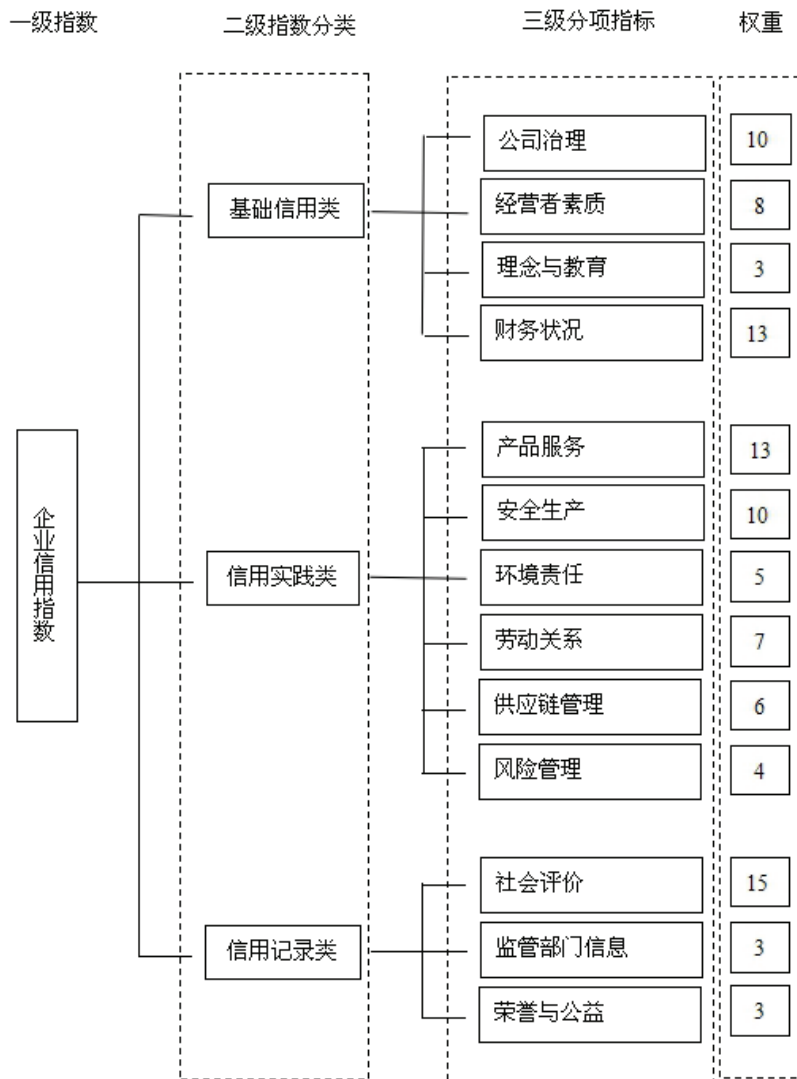 一级指数 二级指数分类 三级分项指标 权重
企业信用指数
基础信用类
公司治理 10
经营者素质 8
理念与教育 3
财务状况 13
信用实践类
产品服务 13
安全生产 10
环境责任 5
劳动关系 7
供应链管理 6
风险管理 4
信用记录类
社会评价 15
监管部门信息 3
荣誉与公益 3